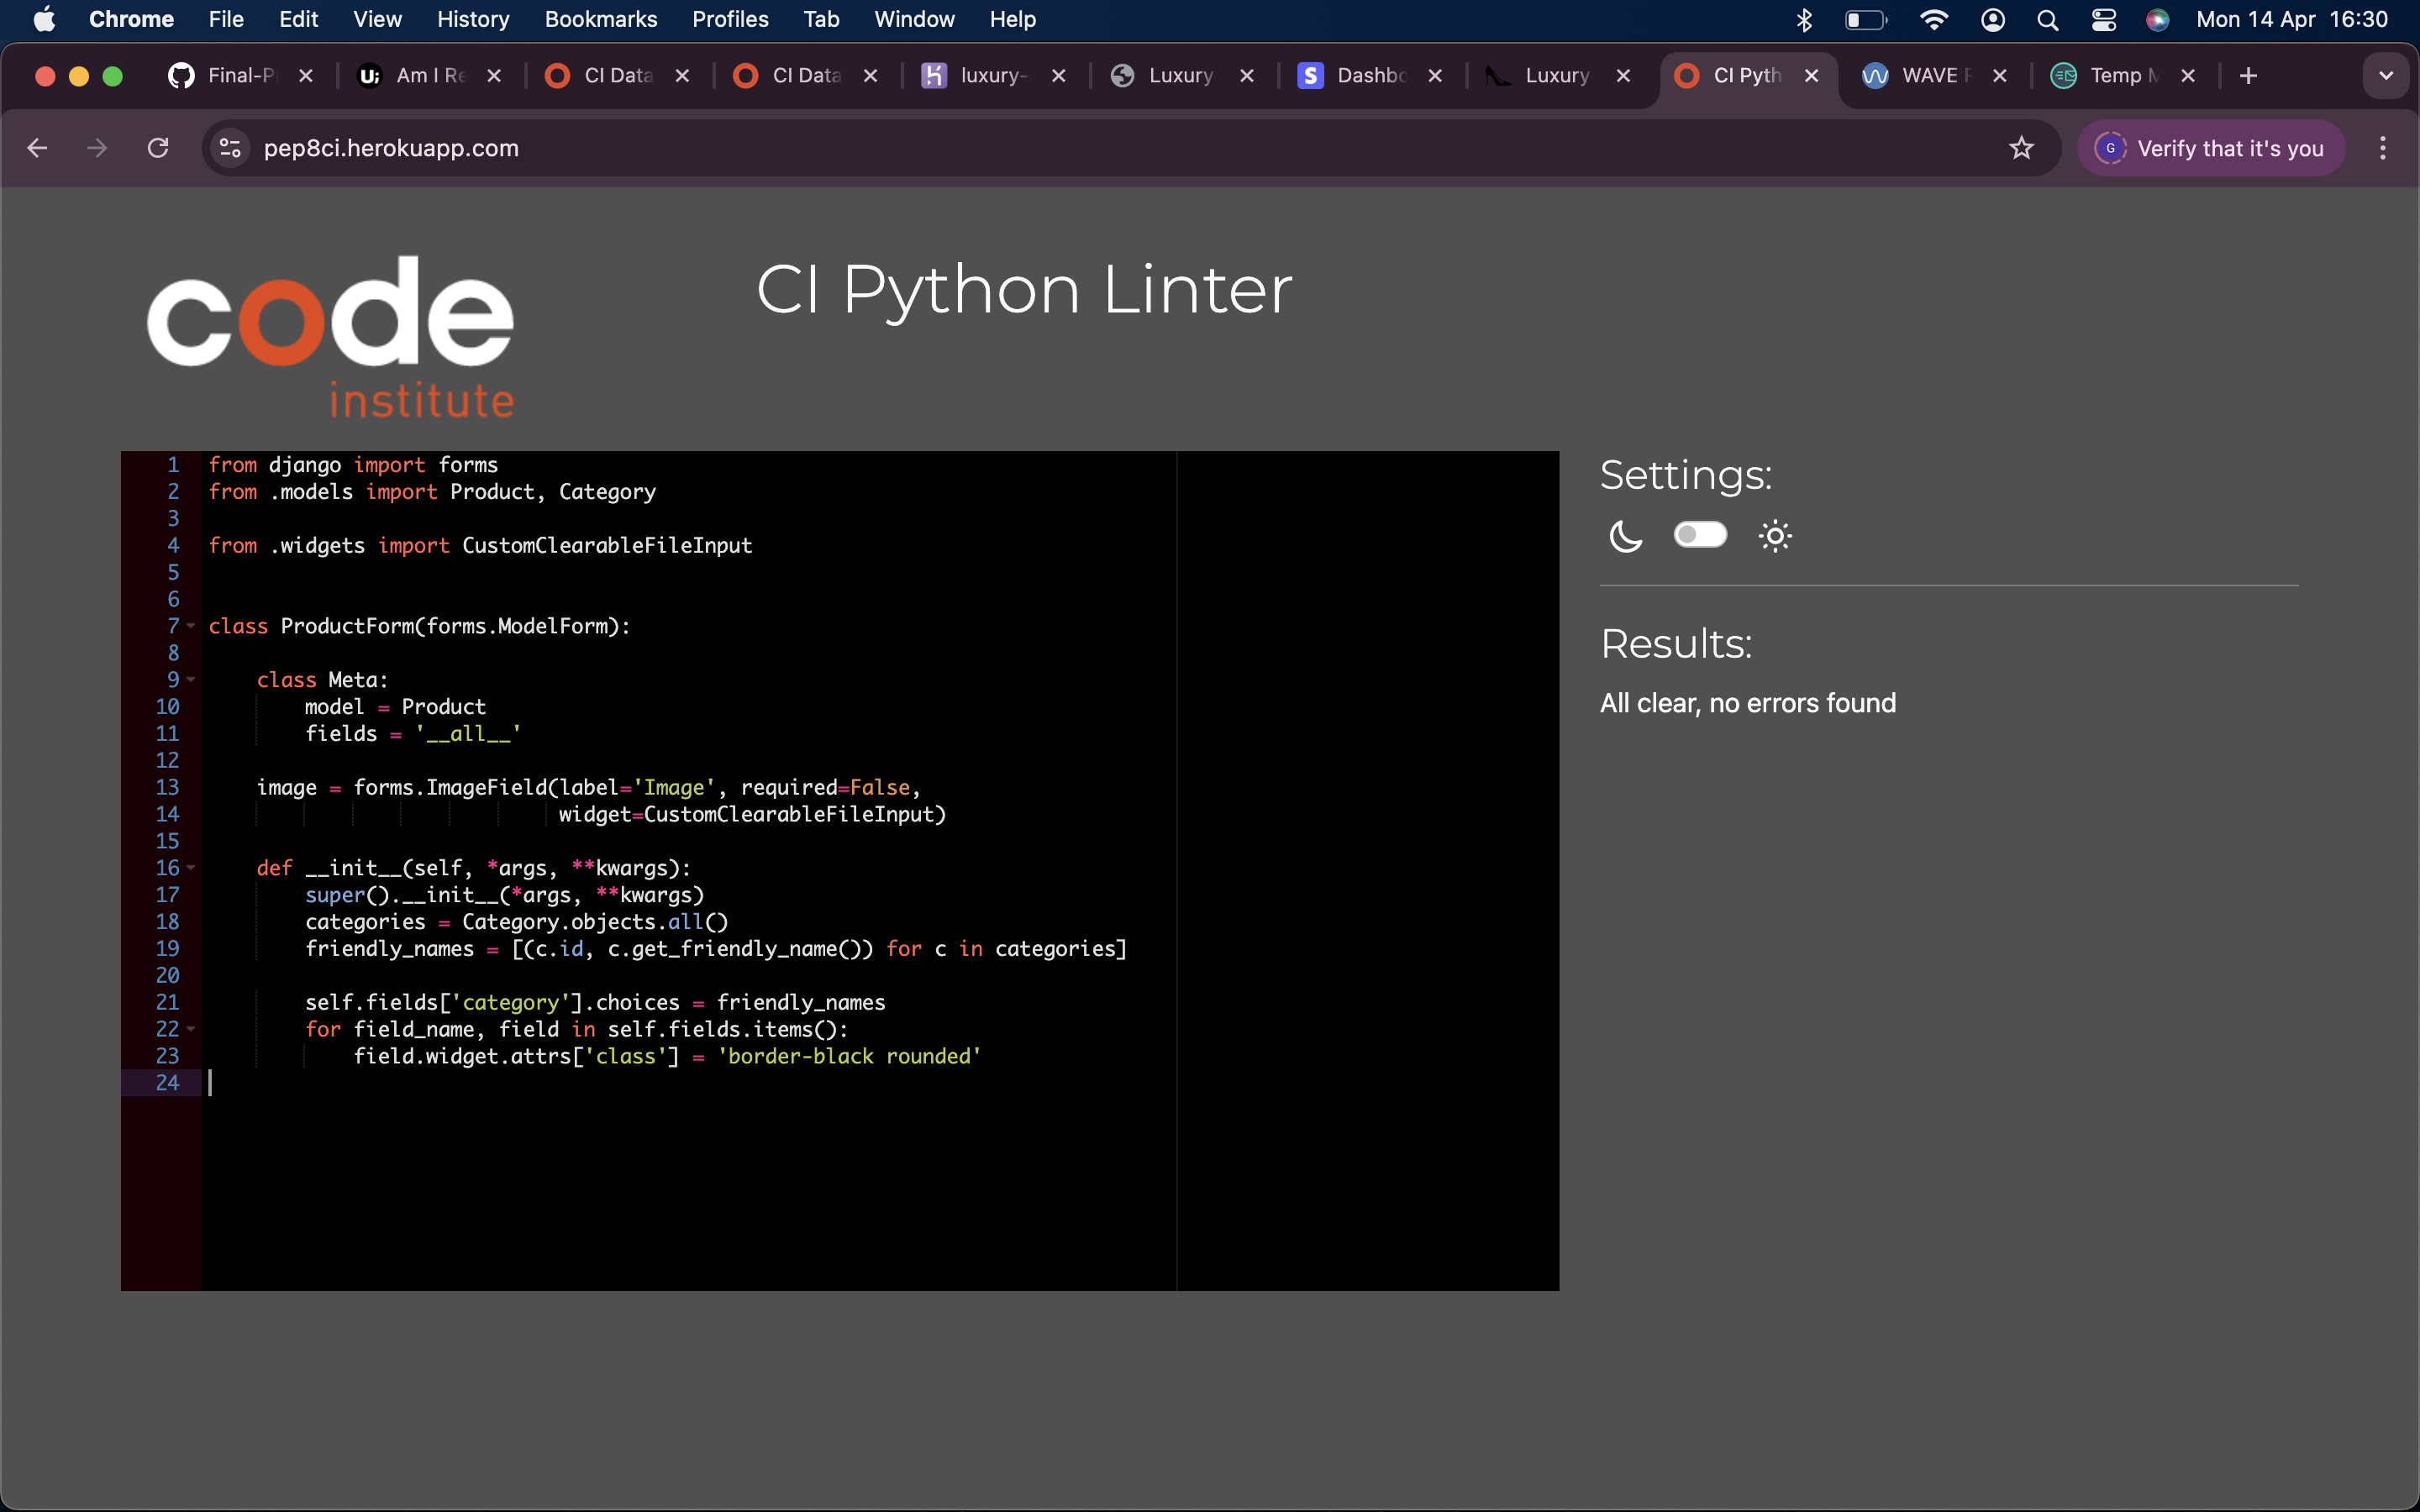 Chrome File Edit View History Bookmarks Profiles Tab Window Help Mon 14 Apr 16:30
Final-P Am I Re CI Data CI Data luxury- Luxury Dashbo Luxury CI Pyth WAVE Temp M
pep8ci.herokuapp.com G Verify that it's you
code
institute
CI Python Linter
1 from django import forms
2 from .models import Product, Category
3
4 from .widgets import CustomClearableFileInput
5
6
7 class ProductForm(forms.ModelForm):
8
9 class Meta:
10 model = Product
11 fields = '__all__'
12
13 image = forms.ImageField(label='Image', required=False,
14 widget=CustomClearableFileInput)
15
16 def __init__(self, *args, **kwargs):
17 super().__init__(*args, **kwargs)
18 categories = Category.objects.all()
19 friendly_names = [(c.id, c.get_friendly_name()) for c in categories]
20
21 self.fields['category'].choices = friendly_names
22 for field_name, field in self.fields.items():
23 field.widget.attrs['class'] = 'border-black rounded'
24
Settings:
Results:
All clear, no errors found